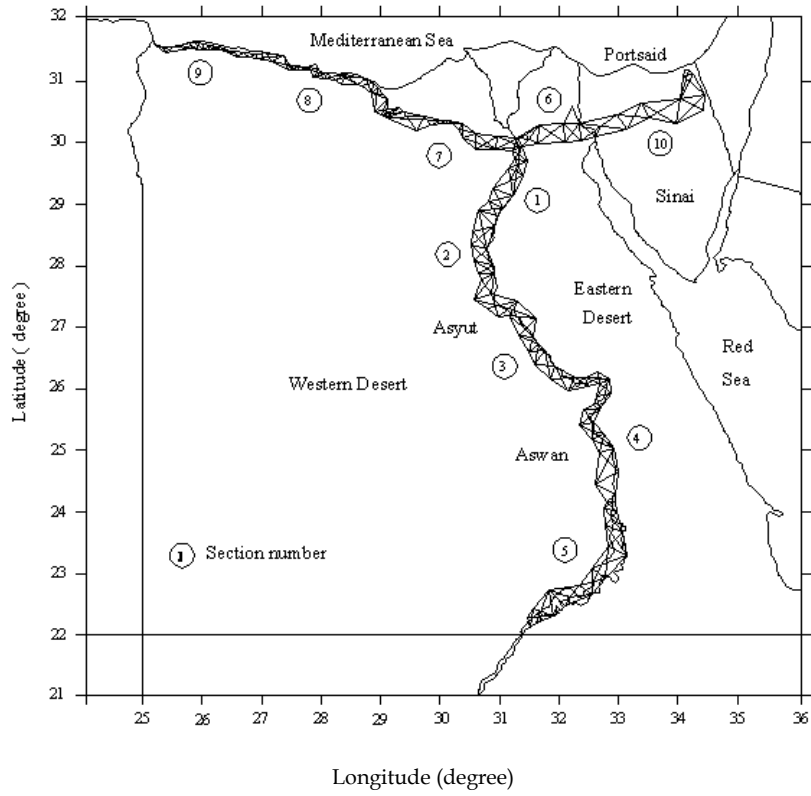 32
Mediterranean Sea
Portsaid
31
9
8
6
30
7
10
29
1
Sinai
28
2
Eastern
Desert
27
Asyut
3
Red
Sea
26
Western Desert
25
Aswan
4
24
5
23
Section number
22
21
25 26 27 28 29 30 31 32 33 34 35 36
Latitude ( degree)
Longitude (degree)